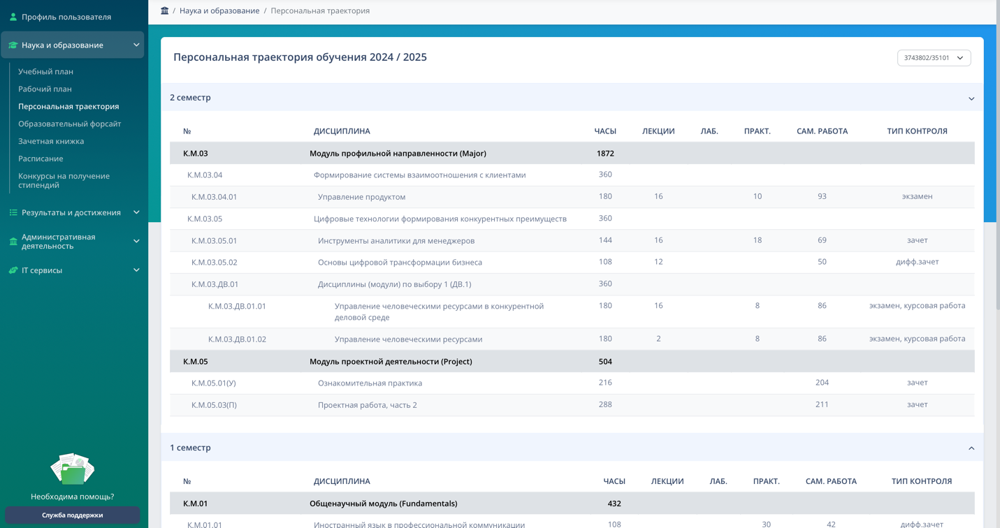 Профиль пользователя
Наука и образование
Учебный план
Рабочий план
Персональная траектория
Образовательный форсайт
Зачетная книжка
Расписание
Конкурсы на получение
стипендий
Результаты и достижения
Административная
деятельность
IT сервисы
Необходима помощь?
Служба поддержки
/ Наука и образование / Персональная траектория
Персональная траектория обучения 2024 / 2025
3743802/35101
2 семестр
№ ДИСЦИПЛИНА ЧАСЫ ЛЕКЦИИ ЛАБ. ПРАКТ. САМ. РАБОТА ТИП КОНТРОЛЯ
К.М.03 Модуль профильной направленности (Major) 1872
К.М.03.04 Формирование системы взаимоотношения с клиентами 360
К.М.03.04.01 Управление продуктом 180 16 10 93 экзамен
К.М.03.05 Цифровые технологии формирования конкурентных преимуществ 360
К.М.03.05.01 Инструменты аналитики для менеджеров 144 16 18 69 зачет
К.М.03.05.02 Основы цифровой трансформации бизнеса 108 12 50 дифф.зачет
К.М.03.ДВ.01 Дисциплины (модули) по выбору 1 (ДВ.1) 360
К.М.03.ДВ.01.01 Управление человеческими ресурсами в конкурентной 180 16 8 86 экзамен, курсовая работа
деловой среде
К.М.03.ДВ.01.02 Управление человеческими ресурсами 180 2 8 86 экзамен, курсовая работа
К.М.05 Модуль проектной деятельности (Project) 504
К.М.05.01(У) Ознакомительная практика 216 204 зачет
К.М.05.03(П) Проектная работа, часть 2 288 211 зачет
1 семестр
№ ДИСЦИПЛИНА ЧАСЫ ЛЕКЦИИ ЛАБ. ПРАКТ. САМ. РАБОТА ТИП КОНТРОЛЯ
К.М.01 Общенаучный модуль (Fundamentals) 432
К.М.01.01 Иностранный язык в профессиональной коммуникации 108 30 42 дифф.зачет